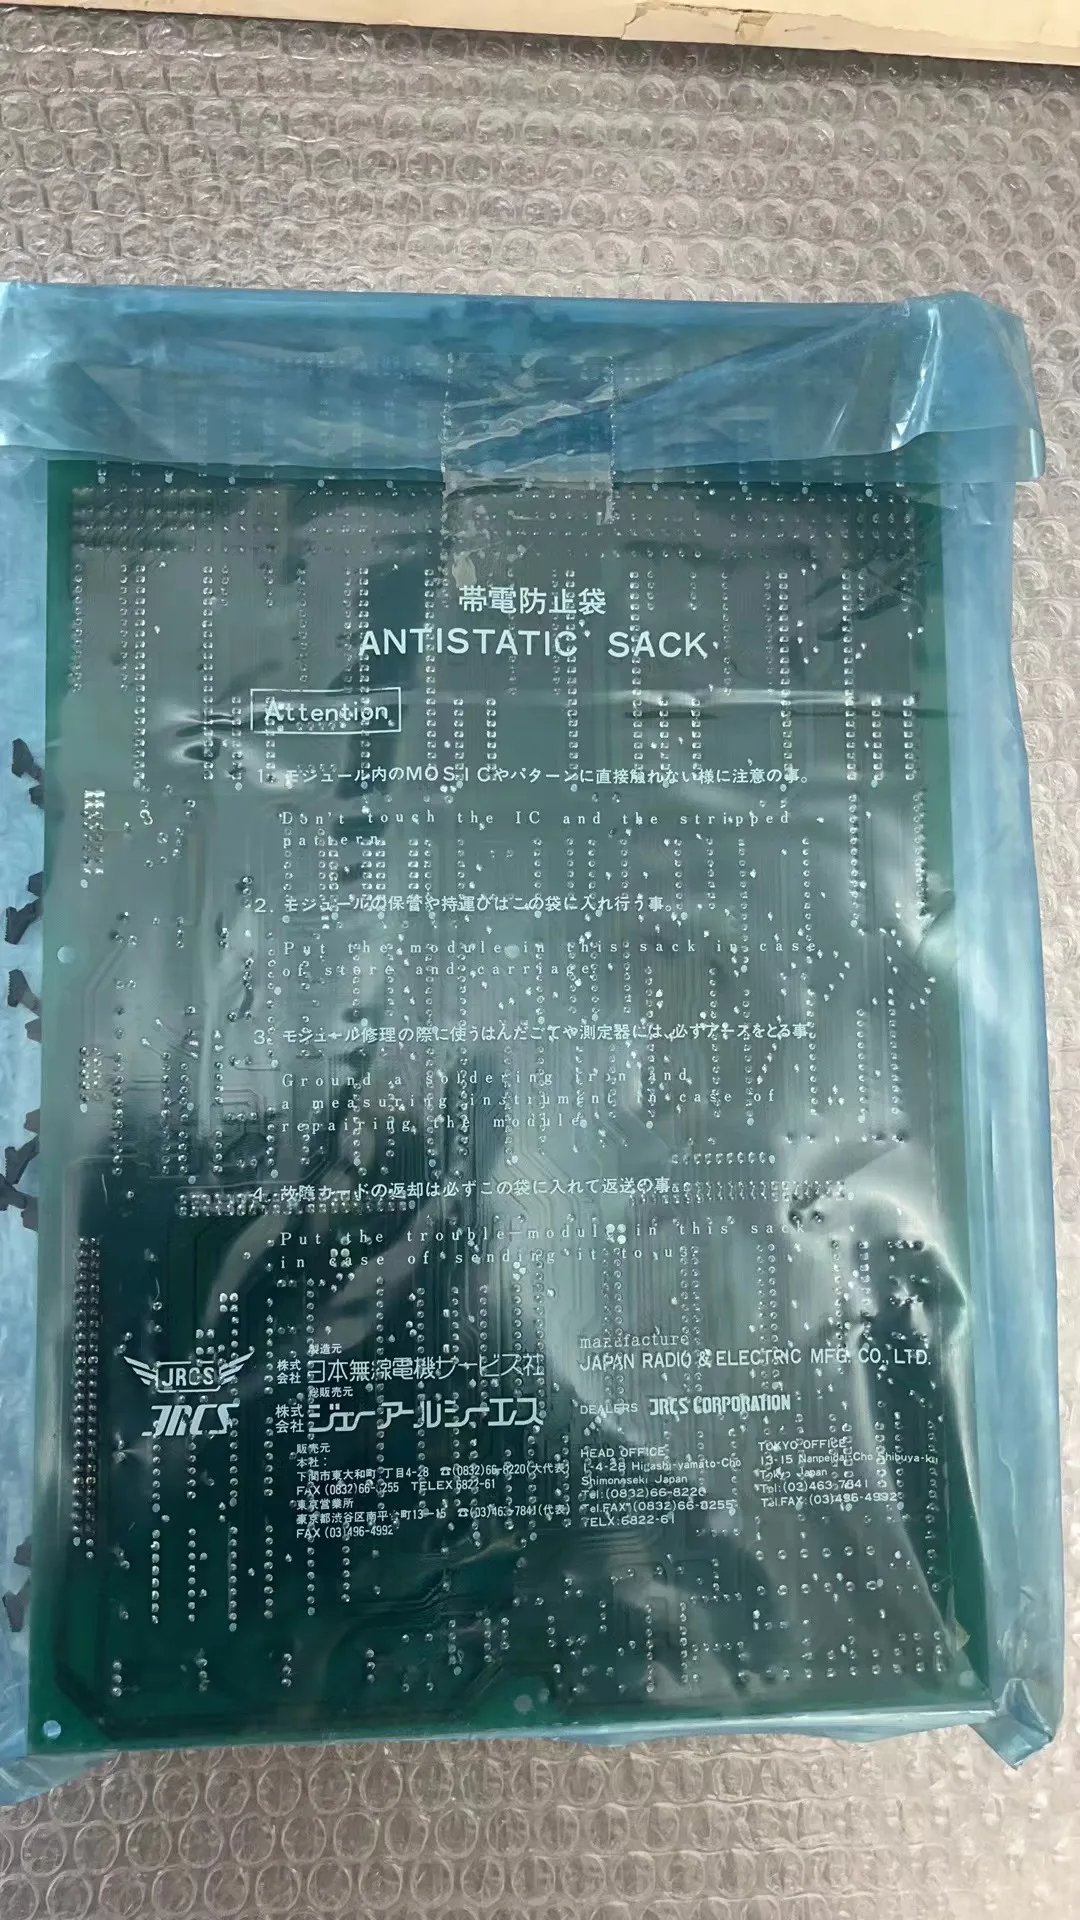 帯電防止袋
ANTISTATIC SACK
Attention
1. モジュール内のMOS-ICやパターンに直接触れない様に注意の事。
Don't touch the IC and the stripped
pattern
2. モジュールの保管や持運びはこの袋に入れ行う事。
Put the module in this sack in case
of store and carriage
3. モジュール修理の際に使うはんだごてや測定器には、必ずアースをとる事。
Ground a soldering iron and
a measuring instrument in case of
repairing the module
4. 故障カードの返却は必ずこの袋に入れて返送の事。
Put the trouble-module in this sack
in case of sending it to us
JRCS
製造元
株式会社 日本無線電機サービス社
JRCS
総販売元
株式会社 ジェーアールシーエス
販売元
本社:
下関市東大和町一丁目4-28 ☎(0832)66-8220(大代表)
FAX (0832)66-8255 TELEX 6822-61
東京営業所
東京都渋谷区南平台町13-15 ☎(03)463-7841(代表)
FAX (03)496-4992
manufacture
JAPAN RADIO & ELECTRIC MFG. CO., LTD.
DEALERS JRCS CORPORATION
HEAD OFFICE
1-4-28 Higashi-yamato-Cho
Shimonoseki Japan
Tel:(0832)66-8220
Tel.FAX:(0832)66-8255
TELX:6822-61
TOKYO OFFICE
13-15 Nanpeidai-Cho Shibuya-ku
Tokyo Japan
Tel:(03)463-7841
Tel.FAX:(03)496-4992